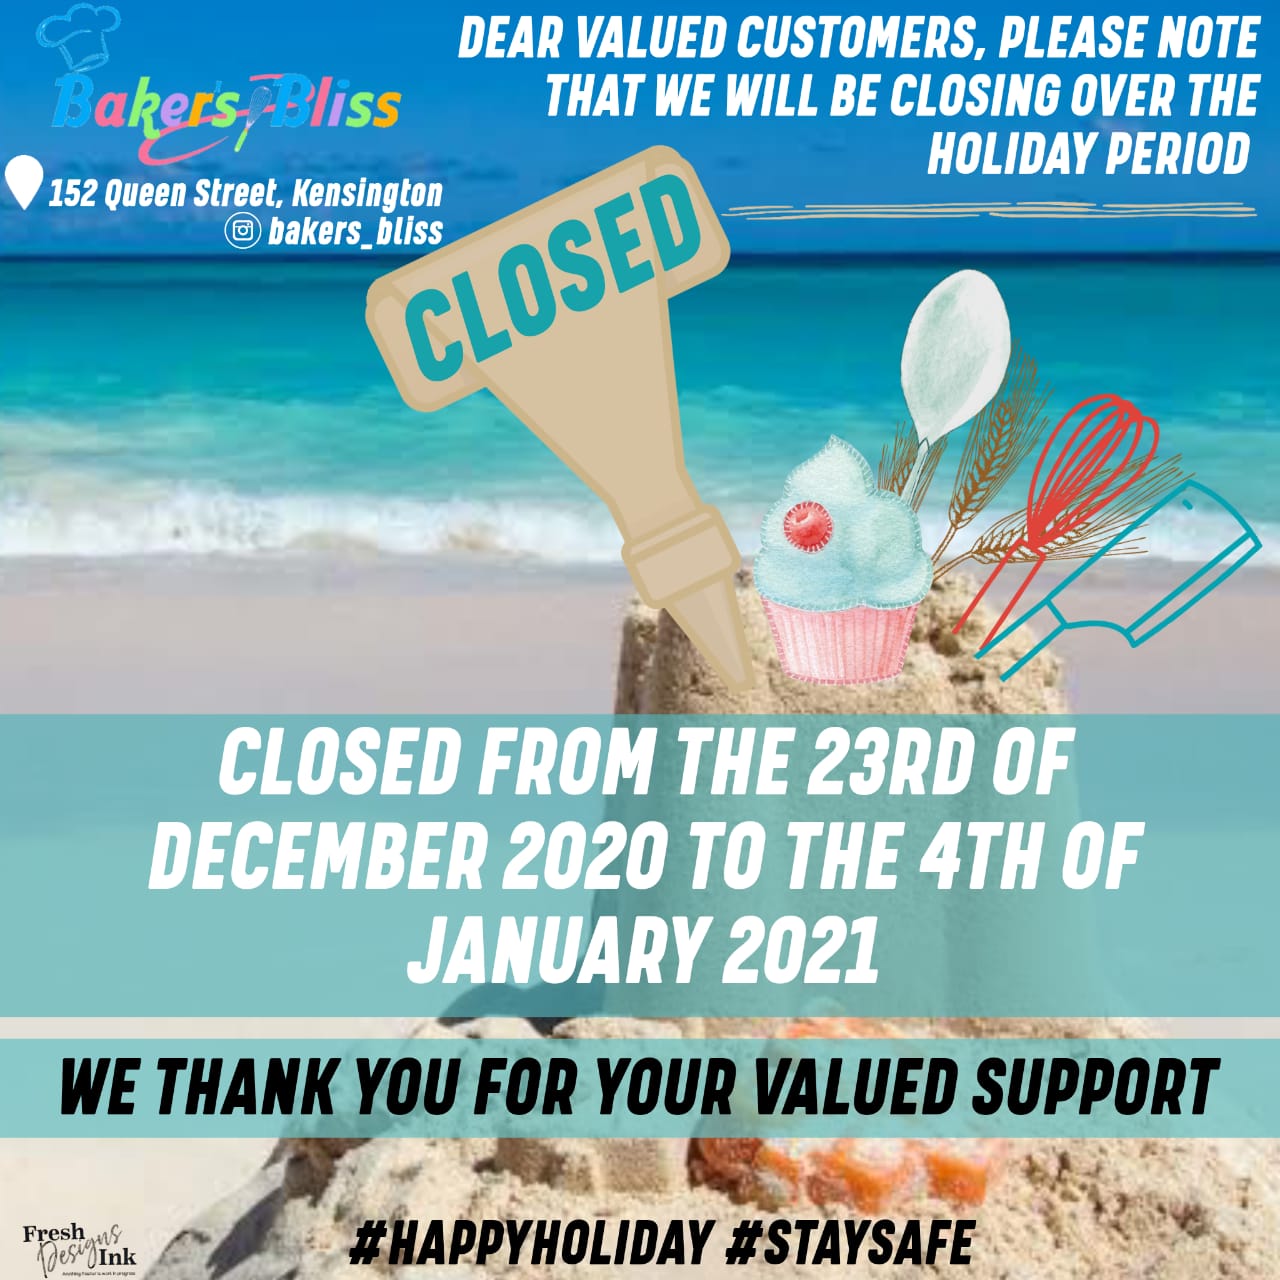 Baker's Bliss
152 Queen Street, Kensington
bakers_bliss
DEAR VALUED CUSTOMERS, PLEASE NOTE
THAT WE WILL BE CLOSING OVER THE
HOLIDAY PERIOD
CLOSED
CLOSED FROM THE 23RD OF
DECEMBER 2020 TO THE 4TH OF
JANUARY 2021
WE THANK YOU FOR YOUR VALUED SUPPORT
#HAPPYHOLIDAY #STAYSAFE
Fresh
Designs
Ink